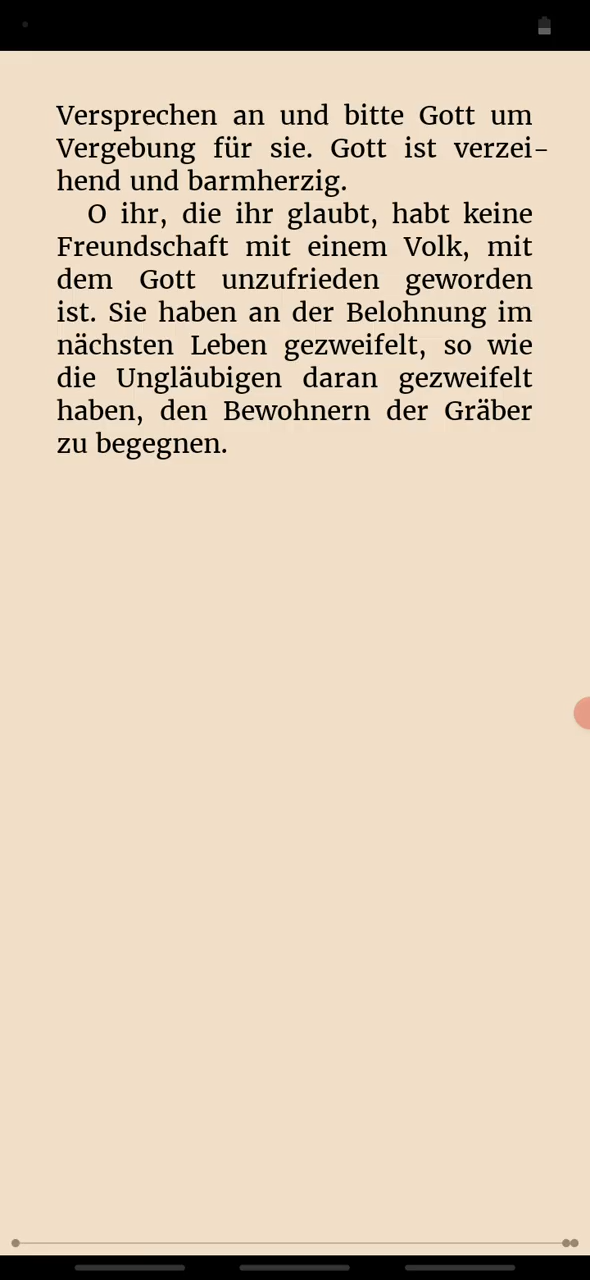 Versprechen an und bitte Gott um
Vergebung für sie. Gott ist verzei-
hend und barmherzig.
O ihr, die ihr glaubt, habt keine
Freundschaft mit einem Volk, mit
dem Gott unzufrieden geworden
ist. Sie haben an der Belohnung im
nächsten Leben gezweifelt, so wie
die Ungläubigen daran gezweifelt
haben, den Bewohnern der Gräber
zu begegnen.